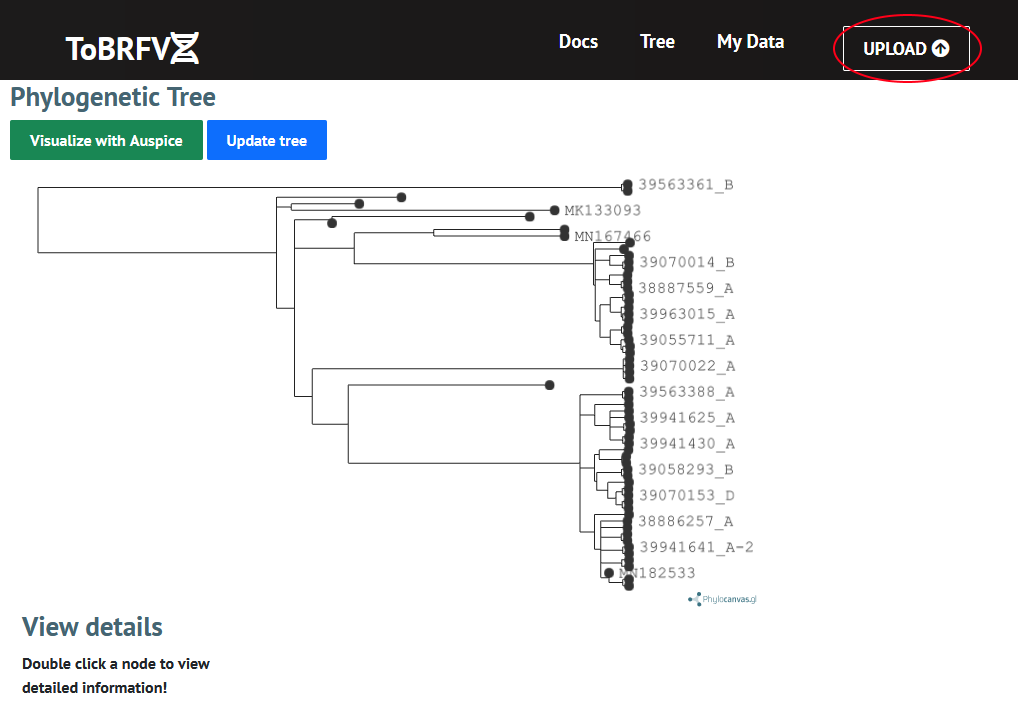 ToBRFV
Docs
Tree
My Data
UPLOAD
Phylogenetic Tree
Visualize with Auspice
Update tree
39563361_B
MK133093
MN167466
39070014_B
38887559_A
39963015_A
39055711_A
39070022_A
39563388_A
39941625_A
39941430_A
39058293_B
39070153_D
38886257_A
39941641_A-2
MN182533
Phylocanvas.gl
View details
Double click a node to view
detailed information!